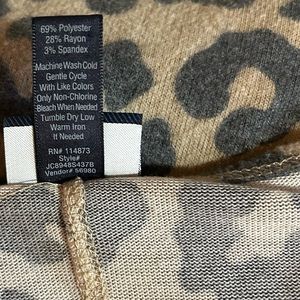 69% Polyester
28% Rayon
3% Spandex
Machine Wash Cold
Gentle Cycle
With Like Colors
Only Non-Chlorine
Bleach When Needed
Tumble Dry Low
Warm Iron
If Needed
RN# 114873
Style#
JC8948S437B
Vendor# 56980